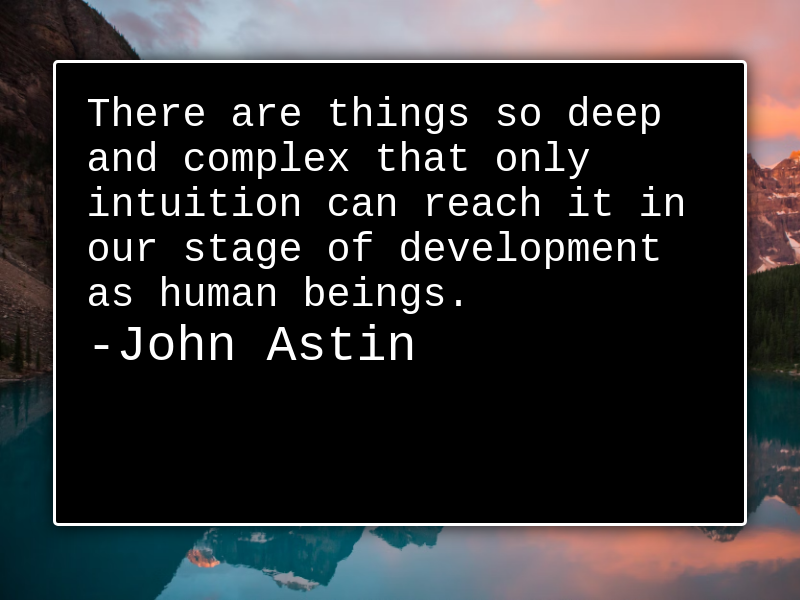 There are things so deep
and complex that only
intuition can reach it in
our stage of development
as human beings.
-John Astin